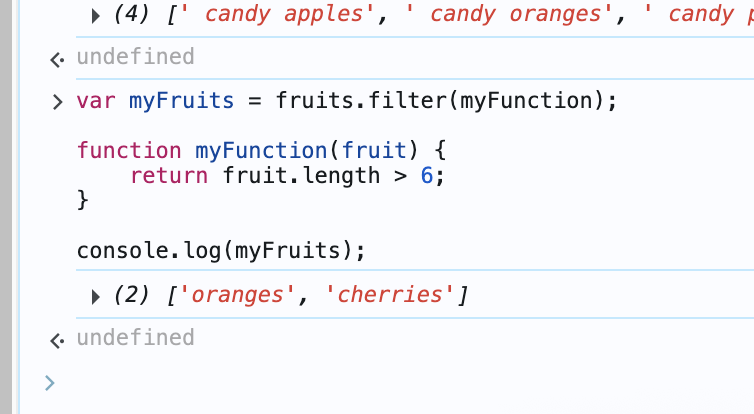 (4) [' candy apples', ' candy oranges', ' candy
undefined
var myFruits = fruits.filter(myFunction);
function myFunction(fruit) {
return fruit.length > 6;
}
console.log(myFruits);
(2) ['oranges', 'cherries']
undefined